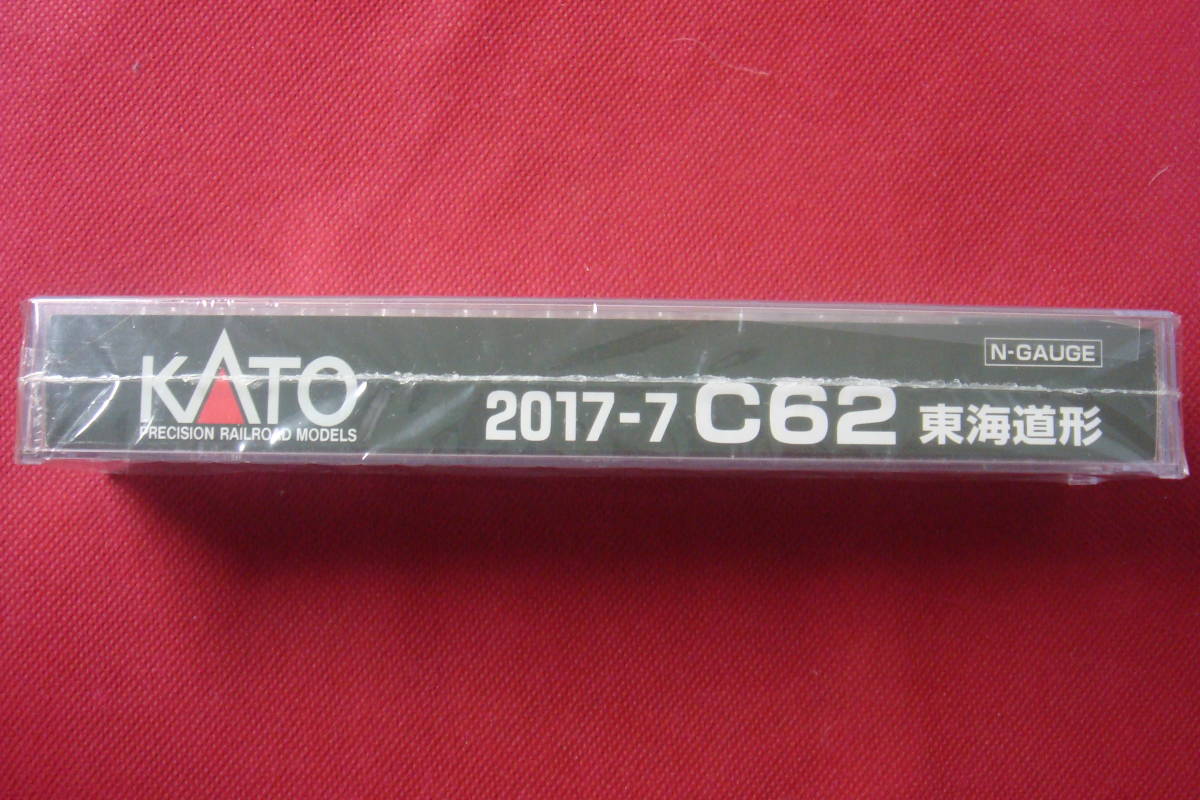 KATO
PRECISION RAILROAD MODELS
N-GAUGE
2017-7 C62 東海道形